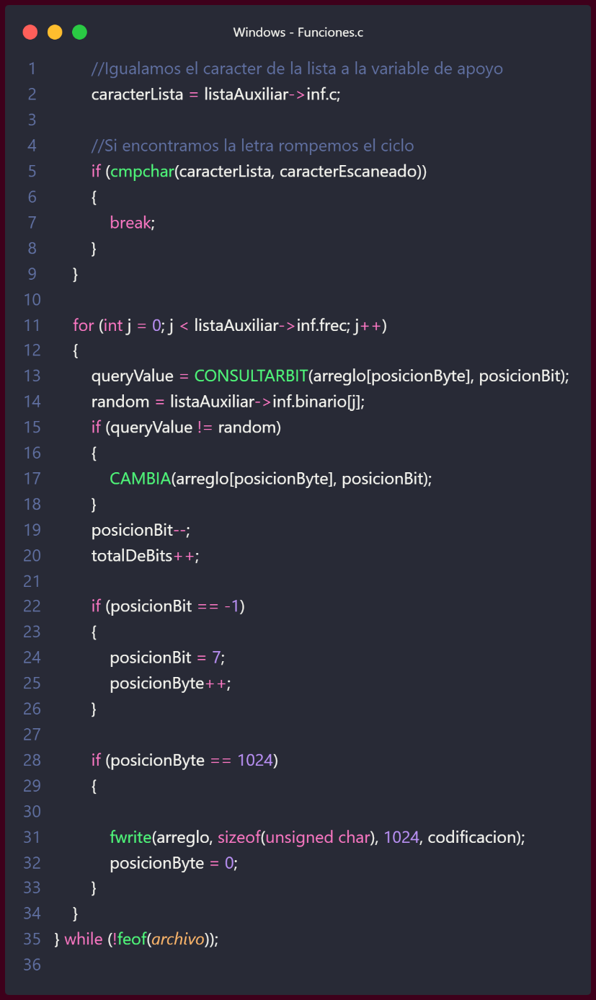 Windows - Funciones.c
1 //Igualamos el caracter de la lista a la variable de apoyo
2 caracterLista = listaAuxiliar->inf.c;
3
4 //Si encontramos la letra rompemos el ciclo
5 if (cmpchar(caracterLista, caracterEscaneado))
6 {
7 break;
8 }
9 }
10
11 for (int j = 0; j < listaAuxiliar->inf.frec; j++)
12 {
13 queryValue = CONSULTARBIT(arreglo[posicionByte], posicionBit);
14 random = listaAuxiliar->inf.binario[j];
15 if (queryValue != random)
16 {
17 CAMBIA(arreglo[posicionByte], posicionBit);
18 }
19 posicionBit--;
20 totalDeBits++;
21
22 if (posicionBit == -1)
23 {
24 posicionBit = 7;
25 posicionByte++;
26 }
27
28 if (posicionByte == 1024)
29 {
30
31 fwrite(arreglo, sizeof(unsigned char), 1024, codificacion);
32 posicionByte = 0;
33 }
34 }
35 } while (!feof(archivo));
36